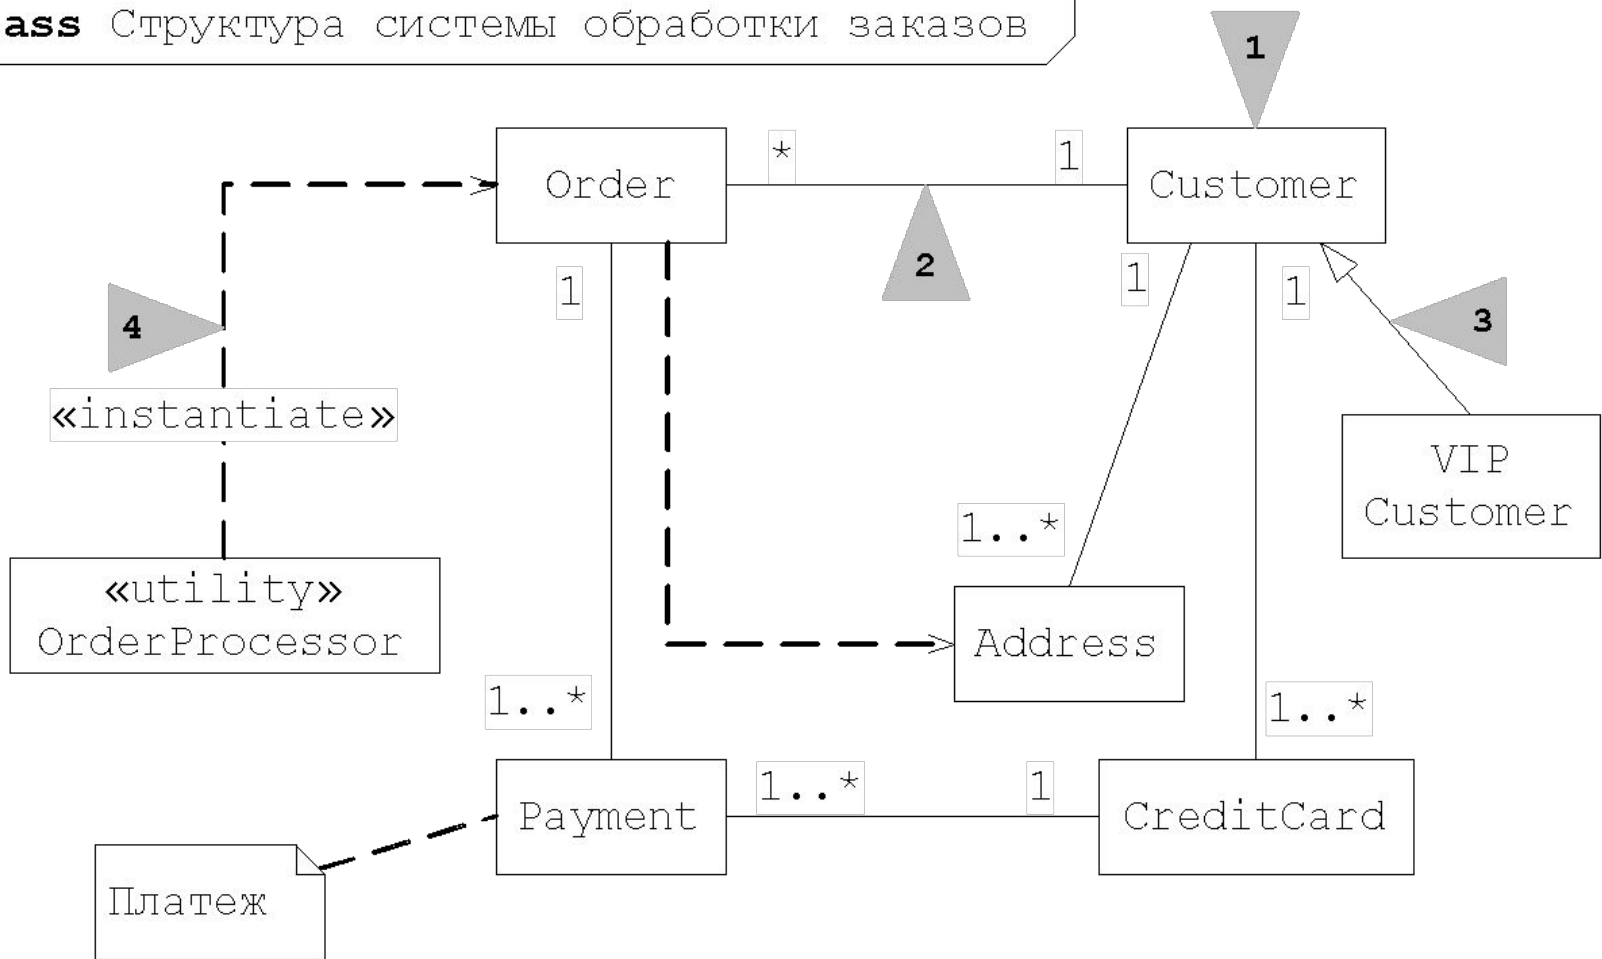 ass Структура системы обработки заказов
1
* 1
Order
Customer
2
1
1
1
3
4
«instantiate»
VIP
Customer
1..*
«utility»
OrderProcessor
Address
1..*
1..*
1..* 1
Payment
CreditCard
Платеж